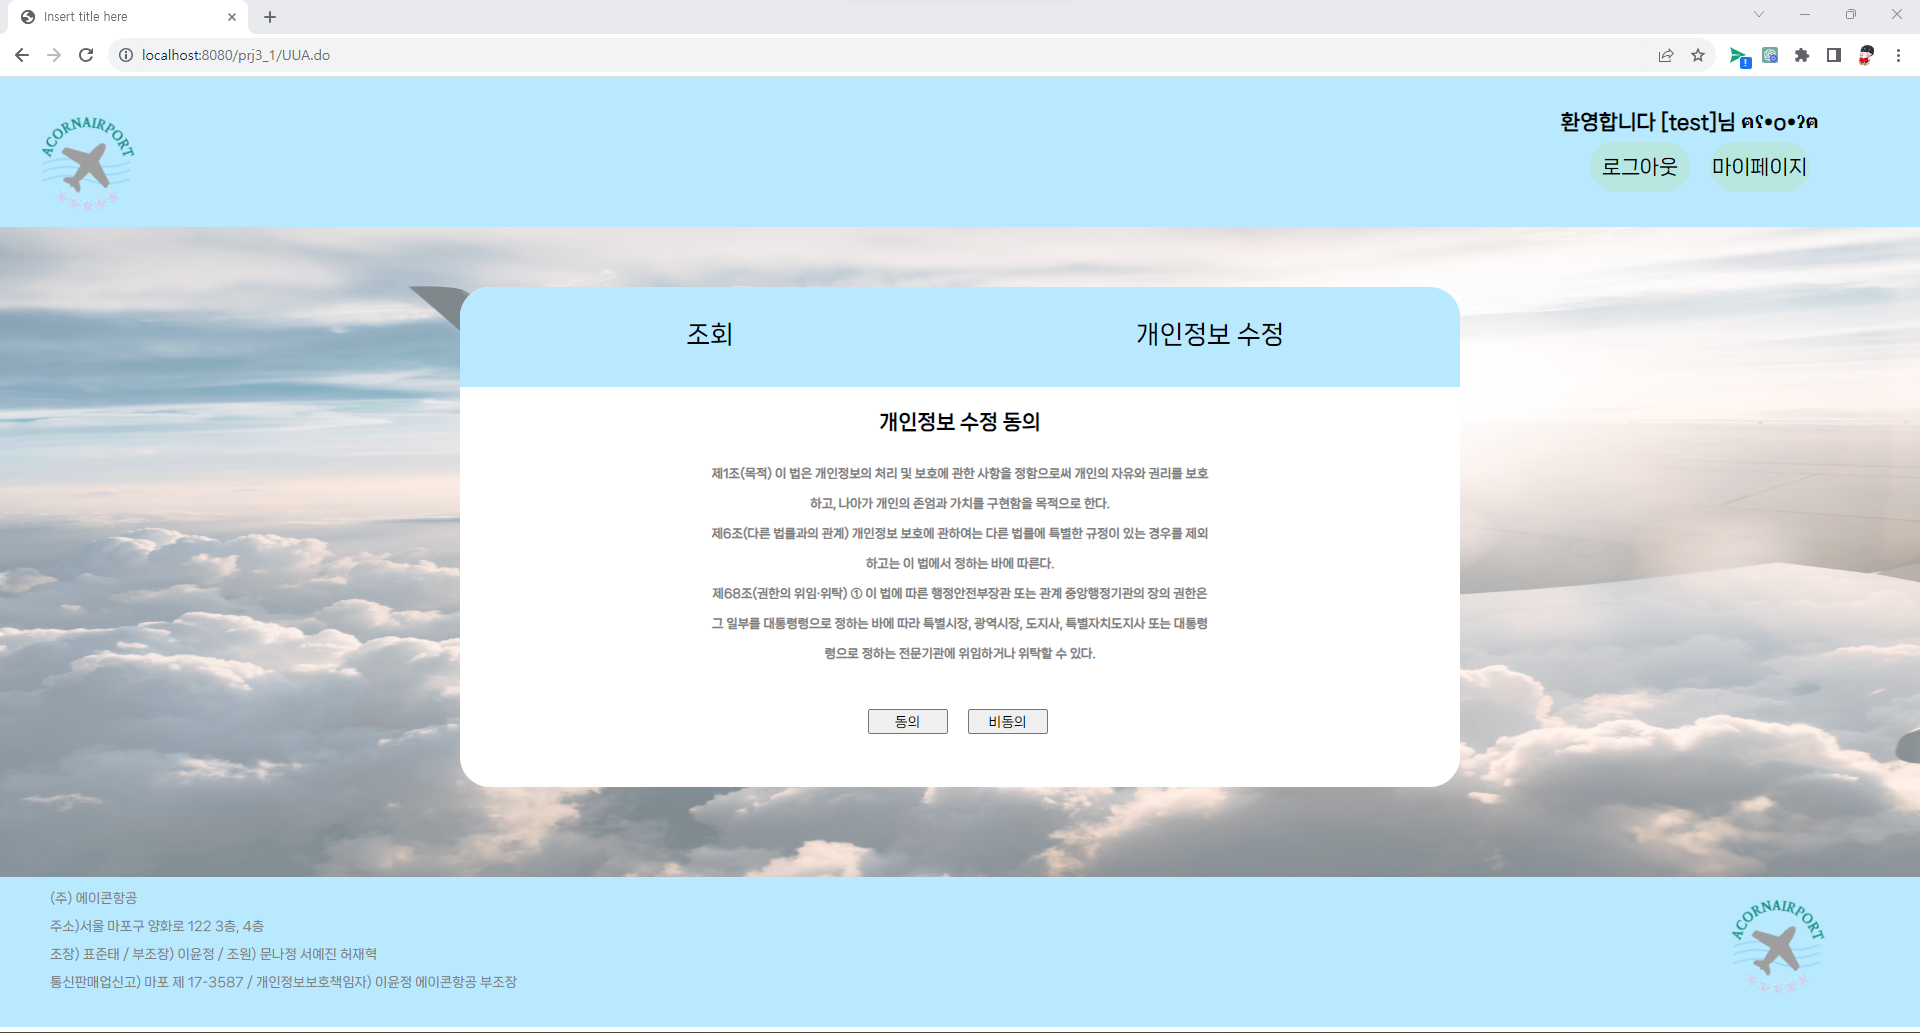 Insert title here
localhost:8080/prj3_1/UUA.do
ACORNAIRPORT
환영합니다 [test]님 ฅʕ•o•ʔฅ
로그아웃 마이페이지
조회 개인정보 수정
개인정보 수정 동의
제1조(목적) 이 법은 개인정보의 처리 및 보호에 관한 사항을 정함으로써 개인의 자유와 권리를 보호
하고, 나아가 개인의 존엄과 가치를 구현함을 목적으로 한다.
제6조(다른 법률과의 관계) 개인정보 보호에 관하여는 다른 법률에 특별한 규정이 있는 경우를 제외
하고는 이 법에서 정하는 바에 따른다.
제68조(권한의 위임·위탁) ① 이 법에 따른 행정안전부장관 또는 관계 중앙행정기관의 장의 권한은
그 일부를 대통령령으로 정하는 바에 따라 특별시장, 광역시장, 도지사, 특별자치도지사 또는 대통령
령으로 정하는 전문기관에 위임하거나 위탁할 수 있다.
동의 비동의
(주) 에이콘항공
주소)서울 마포구 양화로 122 3층, 4층
조장) 표준태 / 부조장) 이윤정 / 조원) 문나정 서예진 허재혁
통신판매업신고) 마포 제 17-3587 / 개인정보보호책임자) 이윤정 에이콘항공 부조장
ACORNAIRPORT